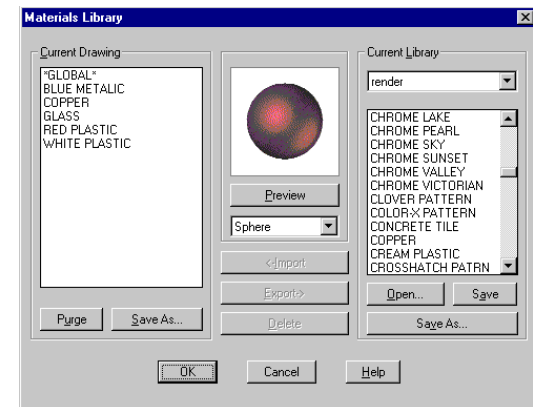 Materials Library
Current Drawing
*GLOBAL*
BLUE METALIC
COPPER
GLASS
RED PLASTIC
WHITE PLASTIC
Purge
Save As...
Preview
Sphere
<-Import
Export->
Delete
Current Library
render
CHROME LAKE
CHROME PEARL
CHROME SKY
CHROME SUNSET
CHROME VALLEY
CHROME VICTORIAN
CLOVER PATTERN
COLOR-X PATTERN
CONCRETE TILE
COPPER
CREAM PLASTIC
CROSSHATCH PATRN
Open...
Save
Save As...
OK
Cancel
Help